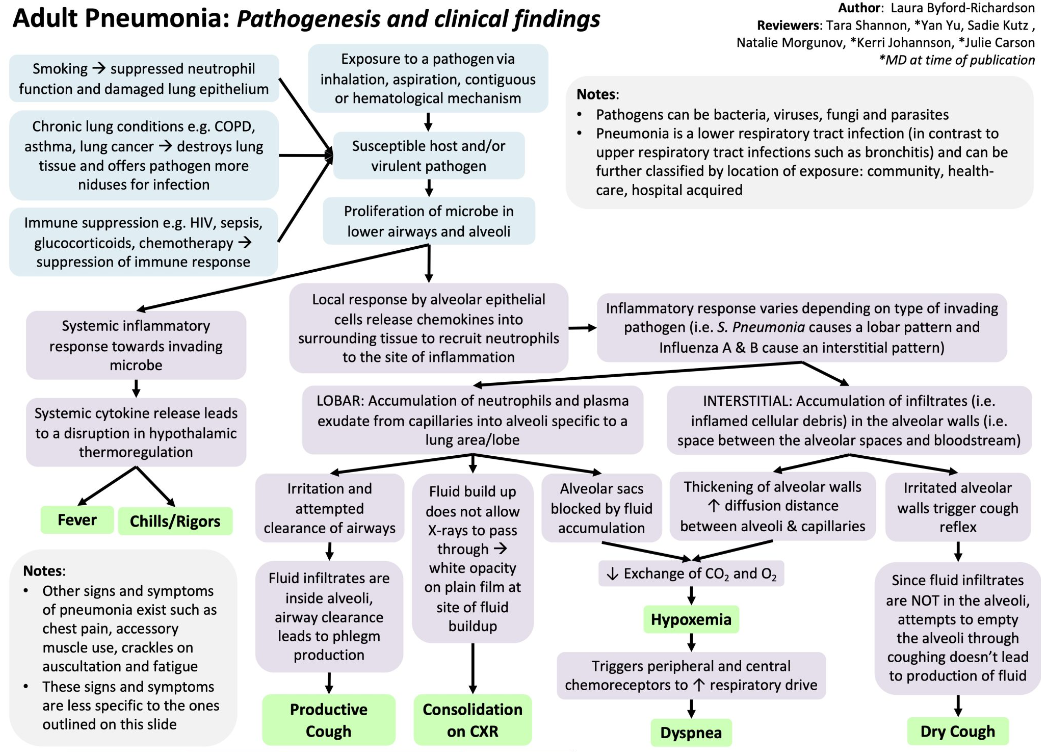 Adult Pneumonia: Pathogenesis and clinical findings
Author: Laura Byford-Richardson
Reviewers: Tara Shannon, *Yan Yu, Sadie Kutz ,
Natalie Morgunov, *Kerri Johannson, *Julie Carson
*MD at time of publication
Smoking → suppressed neutrophil
function and damaged lung epithelium
Chronic lung conditions e.g. COPD,
asthma, lung cancer → destroys lung
tissue and offers pathogen more
niduses for infection
Immune suppression e.g. HIV, sepsis,
glucocorticoids, chemotherapy →
suppression of immune response
Exposure to a pathogen via
inhalation, aspiration, contiguous
or hematological mechanism
Susceptible host and/or
virulent pathogen
Proliferation of microbe in
lower airways and alveoli
Notes:
• Pathogens can be bacteria, viruses, fungi and parasites
• Pneumonia is a lower respiratory tract infection (in contrast to
upper respiratory tract infections such as bronchitis) and can be
further classified by location of exposure: community, health-
care, hospital acquired
Systemic inflammatory
response towards invading
microbe
Systemic cytokine release leads
to a disruption in hypothalamic
thermoregulation
Fever
Chills/Rigors
Local response by alveolar epithelial
cells release chemokines into
surrounding tissue to recruit neutrophils
to the site of inflammation
Inflammatory response varies depending on type of invading
pathogen (i.e. S. Pneumonia causes a lobar pattern and
Influenza A & B cause an interstitial pattern)
LOBAR: Accumulation of neutrophils and plasma
exudate from capillaries into alveoli specific to a
lung area/lobe
INTERSTITIAL: Accumulation of infiltrates (i.e.
inflamed cellular debris) in the alveolar walls (i.e.
space between the alveolar spaces and bloodstream)
Irritation and
attempted
clearance of airways
Fluid infiltrates are
inside alveoli,
airway clearance
leads to phlegm
production
Productive
Cough
Fluid build up
does not allow
X-rays to pass
through →
white opacity
on plain film at
site of fluid
buildup
Consolidation
on CXR
Alveolar sacs
blocked by fluid
accumulation
Thickening of alveolar walls
↑ diffusion distance
between alveoli & capillaries
↓ Exchange of CO₂ and O₂
Hypoxemia
Triggers peripheral and central
chemoreceptors to ↑ respiratory drive
Dyspnea
Irritated alveolar
walls trigger cough
reflex
Since fluid infiltrates
are NOT in the alveoli,
attempts to empty
the alveoli through
coughing doesn't lead
to production of fluid
Dry Cough
Notes:
• Other signs and symptoms
of pneumonia exist such as
chest pain, accessory
muscle use, crackles on
auscultation and fatigue
• These signs and symptoms
are less specific to the ones
outlined on this slide